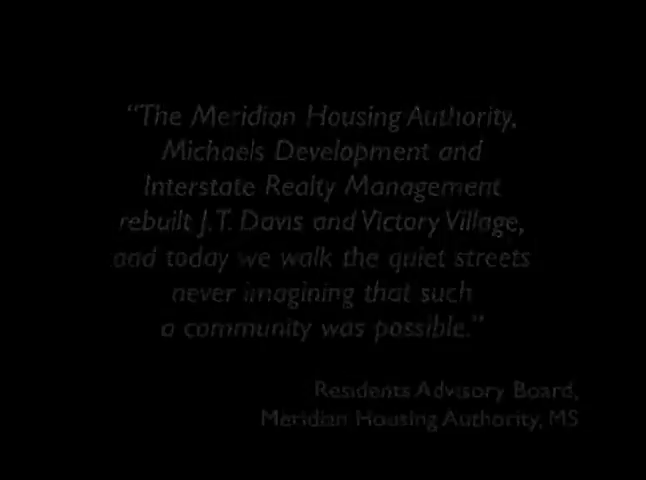 “The Meridian Housing Authority,
Michaels Development and
Interstate Realty Management
rebuilt J.T. Davis and Victory Village,
and today we walk the quiet streets
never imagining that such
a community was possible.”
Residents Advisory Board,
Meridian Housing Authority, MS